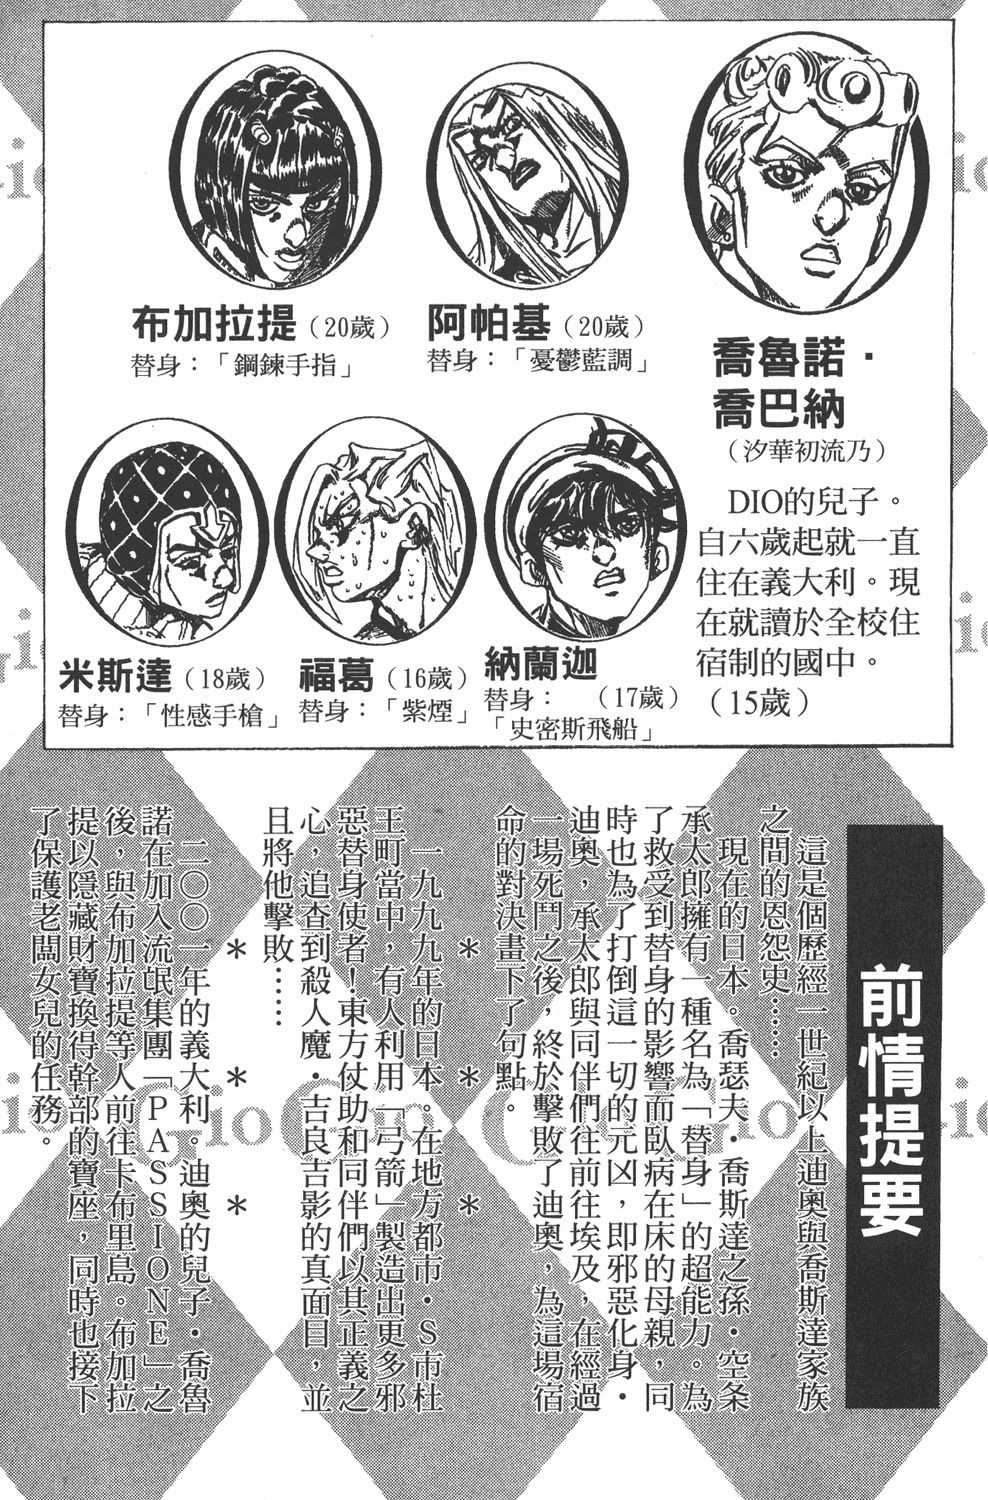 喬魯諾・
喬巴納
（汐華初流乃）
DIO的兒子。
自六歲起就一直
住在義大利。現
在就讀於全校住
宿制的國中。
（15歲）
阿帕基（20歲）
替身：「憂鬱藍調」
布加拉提（20歲）
替身：「鋼鍊手指」
納蘭迦
替身：（17歲）
「史密斯飛船」
福葛（16歲）
替身：「紫煙」
米斯達（18歲）
替身：「性感手槍」
前情提要
這是個歷經一世紀以上迪奧與喬斯達家族
之間的恩怨史……
現在的日本。喬瑟夫・喬斯達之孫・空条
承太郎擁有一種名為「替身」的超能力。為
了救受到替身的影響而臥病在床的母親，同
時也為了打倒這一切的元凶，即邪惡化身・
迪奧，承太郎與同伴們往前往埃及，在經過
一場死鬥之後，終於擊敗了迪奧，為這場宿
命的對決畫下了句點。
＊　＊　＊
一九九九年的日本。在地方都市・S市杜
王町當中，有人利用「弓箭」製造出更多邪
惡替身使者！東方仗助和同伴們以其正義之
心，追查到殺人魔・吉良吉影的真面目，並
且將他擊敗……
＊　＊　＊
二〇〇一年的義大利。迪奧的兒子・喬魯
諾在加入流氓集團「PASSIONE」之
後，與布加拉提等人前往卡布里島。布加拉
提以隱藏財寶換得幹部的寶座，同時也接下
了保護老闆女兒的任務。